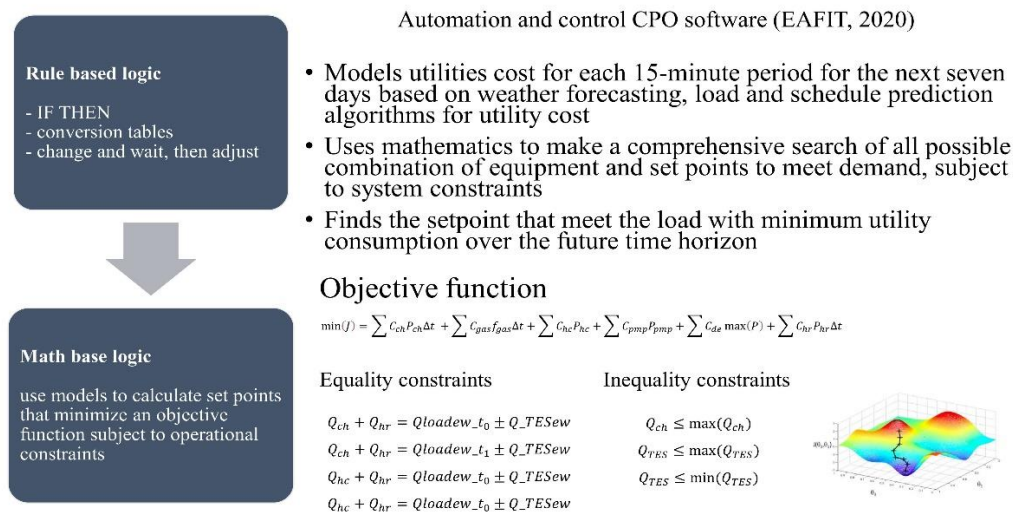 Automation and control CPO software (EAFIT, 2020)
Rule based logic
- IF THEN
- conversion tables
- change and wait, then adjust
Math base logic
use models to calculate set points
that minimize an objective
function subject to operational
constraints
• Models utilities cost for each 15-minute period for the next seven
days based on weather forecasting, load and schedule prediction
algorithms for utility cost
• Uses mathematics to make a comprehensive search of all possible
combination of equipment and set points to meet demand, subject
to system constraints
• Finds the setpoint that meet the load with minimum utility
consumption over the future time horizon
Objective function
min(J) = ∑ C_ch P_ch Δt + ∑ C_gas f_gas Δt + ∑ C_hc P_hc + ∑ C_pmp P_pmp + ∑ C_de max(P) + ∑ C_hr P_hr Δt
Equality constraints
Q_ch + Q_hr = Qloadew_t_0 ± Q_TESew
Q_ch + Q_hr = Qloadew_t_1 ± Q_TESew
Q_hc + Q_hr = Qloadew_t_0 ± Q_TESew
Q_hc + Q_hr = Qloadew_t_0 ± Q_TESew
Inequality constraints
Q_ch ≤ max(Q_ch)
Q_TES ≤ max(Q_TES)
Q_TES ≤ min(Q_TES)